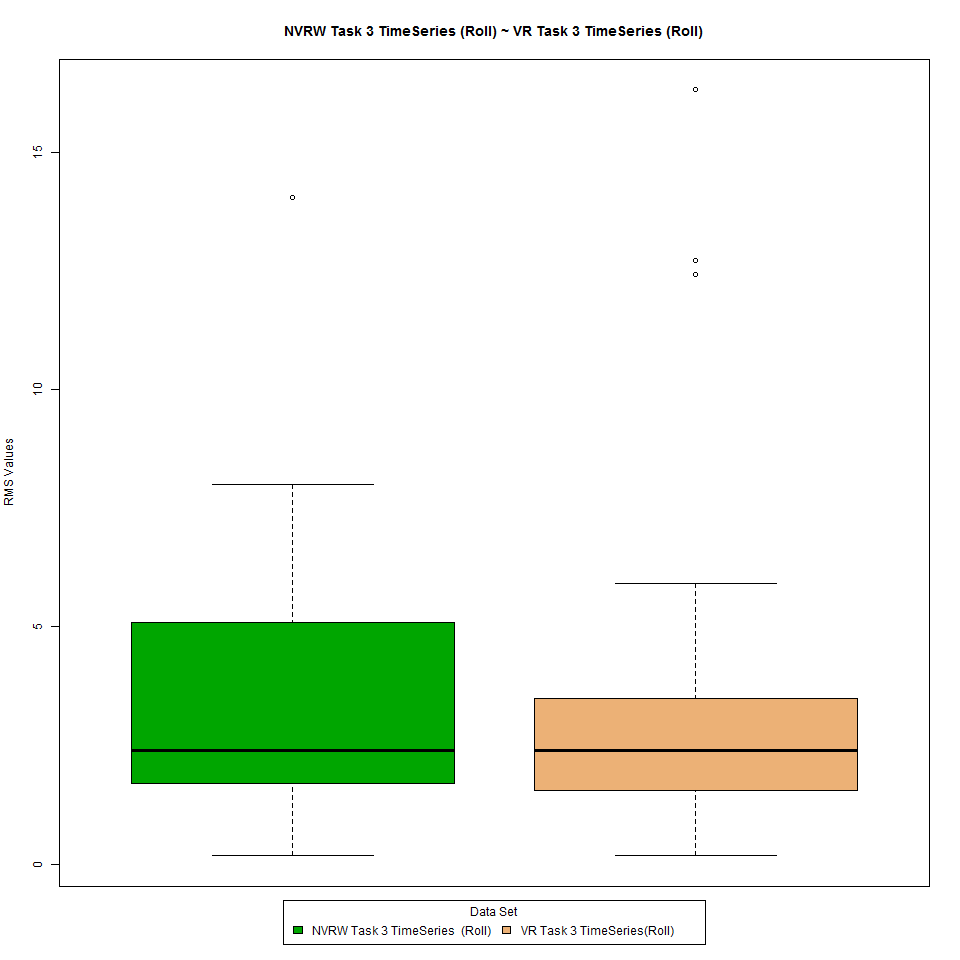 NVRW Task 3 TimeSeries (Roll) ~ VR Task 3 TimeSeries (Roll)
15
10
5
0
RMS Values
Data Set
NVRW Task 3 TimeSeries  (Roll)  VR Task 3 TimeSeries(Roll)